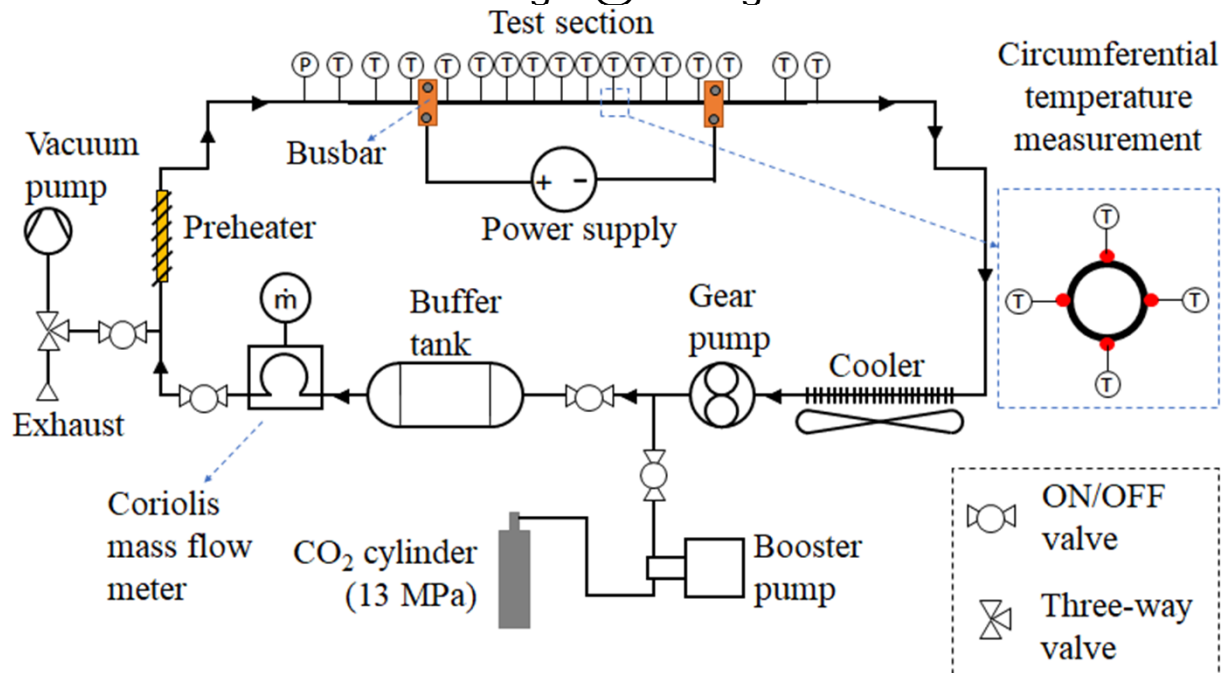 Test section
P T T T T T T T T T T T T T T T T
Circumferential
temperature
measurement
Busbar
Vacuum
pump
Preheater
+ -
Power supply
ṁ
Buffer
tank
Gear
pump
Cooler
T
T T
T
Exhaust
Coriolis
mass flow
meter
CO₂ cylinder
(13 MPa)
Booster
pump
ON/OFF
valve
Three-way
valve